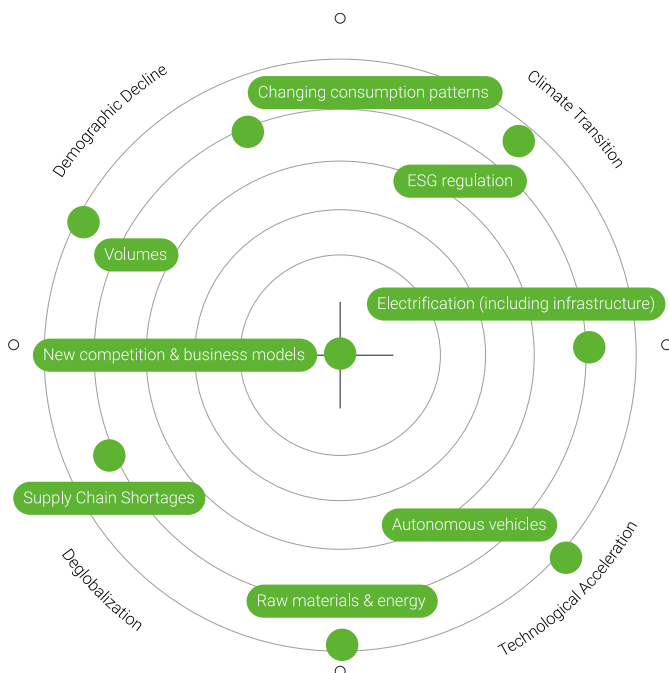 Demographic Decline
Climate Transition
Changing consumption patterns
ESG regulation
Volumes
Electrification (including infrastructure)
New competition & business models
Supply Chain Shortages
Autonomous vehicles
Deglobalization
Technological Acceleration
Raw materials & energy